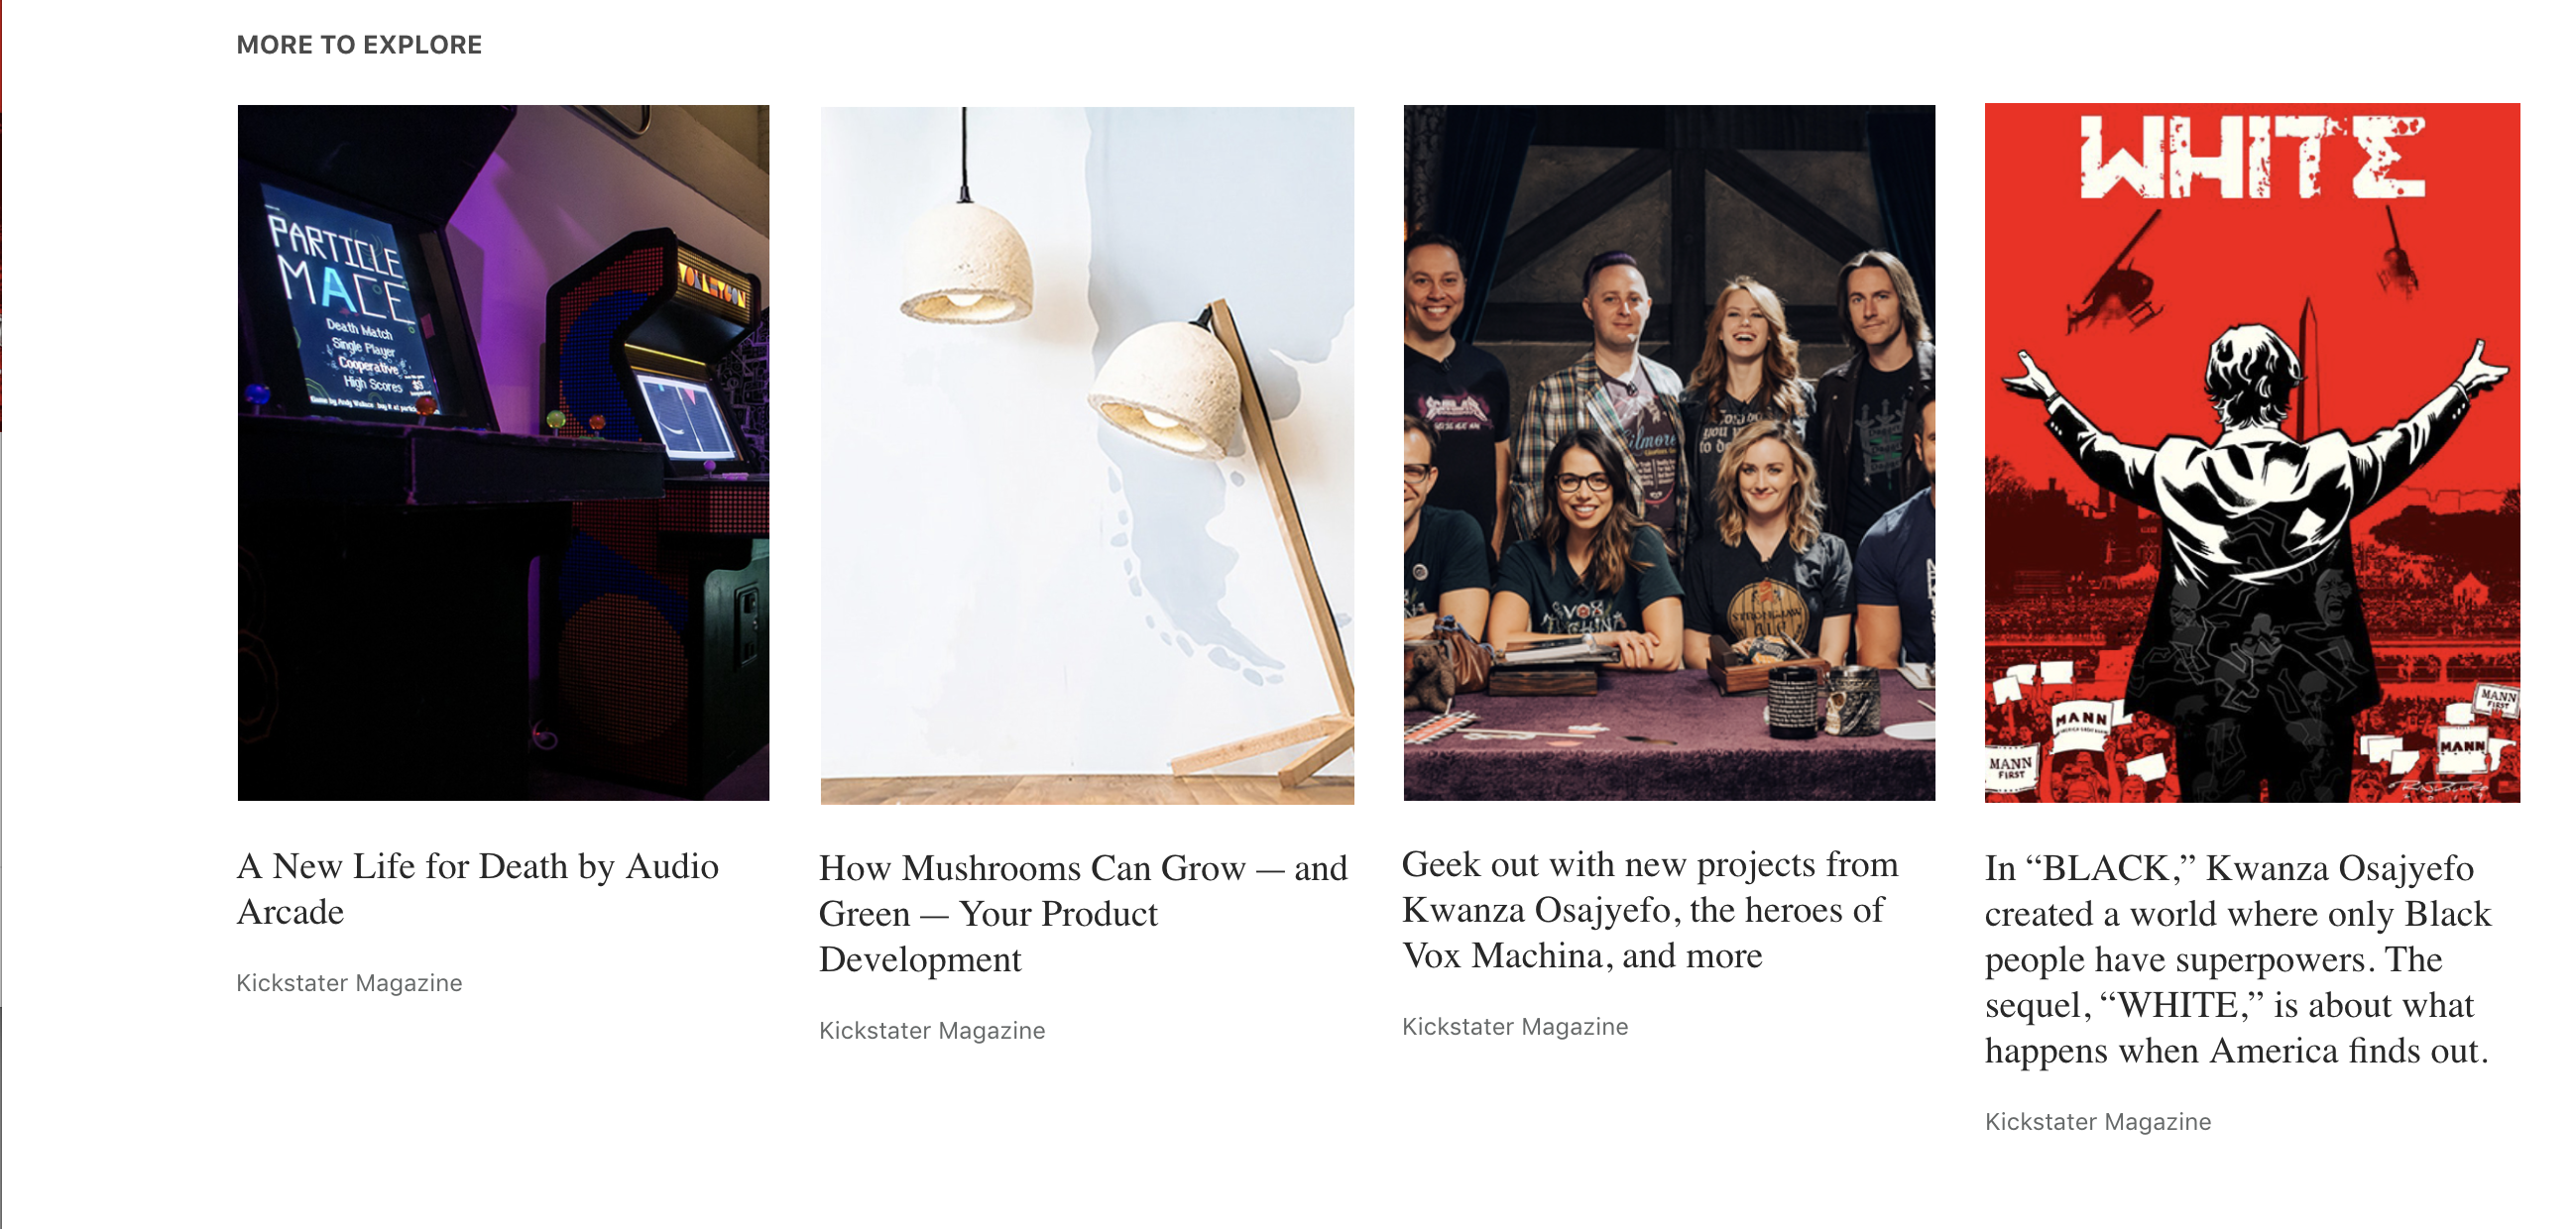 MORE TO EXPLORE
PARTICLE
MACE
Death Match
Single Player
Cooperative
High Scores
A New Life for Death by Audio
Arcade
Kickstater Magazine
How Mushrooms Can Grow — and
Green — Your Product
Development
Kickstater Magazine
Gilmore
VOX
MACHINA
Geek out with new projects from
Kwanza Osajyefo, the heroes of
Vox Machina, and more
Kickstater Magazine
WHITE
MANN
FIRST
MANN
MANN
MANN
FIRST
In “BLACK,” Kwanza Osajyefo
created a world where only Black
people have superpowers. The
sequel, “WHITE,” is about what
happens when America finds out.
Kickstater Magazine